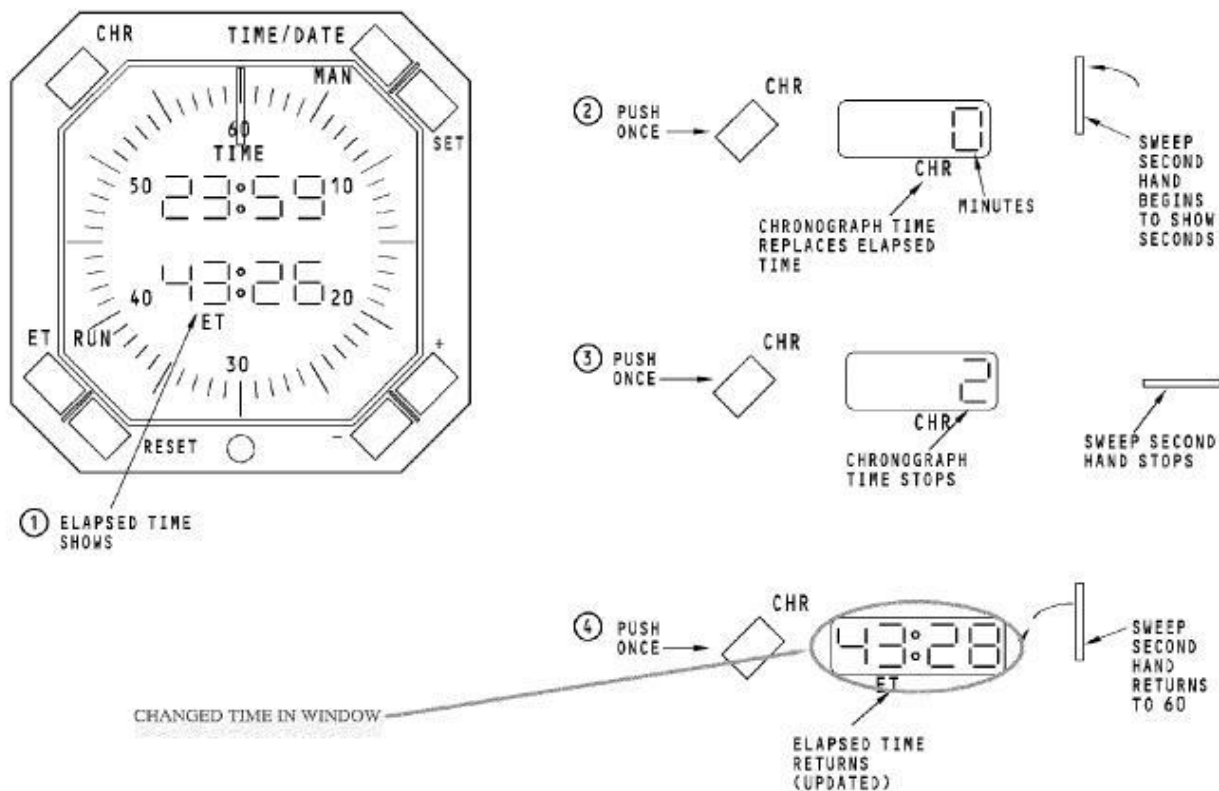 CHR
TIME/DATE
MAN
SET
60
TIME
50
10
23:59
43:26
40
20
ET
ET RUN
30
+
-
RESET
1 ELAPSED TIME
SHOWS
2 PUSH
ONCE
CHR
0
CHR
MINUTES
CHRONOGRAPH TIME
REPLACES ELAPSED
TIME
SWEEP
SECOND
HAND
BEGINS
TO SHOW
SECONDS
3 PUSH
ONCE
CHR
2
CHR
CHRONOGRAPH
TIME STOPS
SWEEP SECOND
HAND STOPS
4 PUSH
ONCE
CHR
43:28
ET
SWEEP
SECOND
HAND
RETURNS
TO 60
CHANGED TIME IN WINDOW
ELAPSED TIME
RETURNS
(UPDATED)